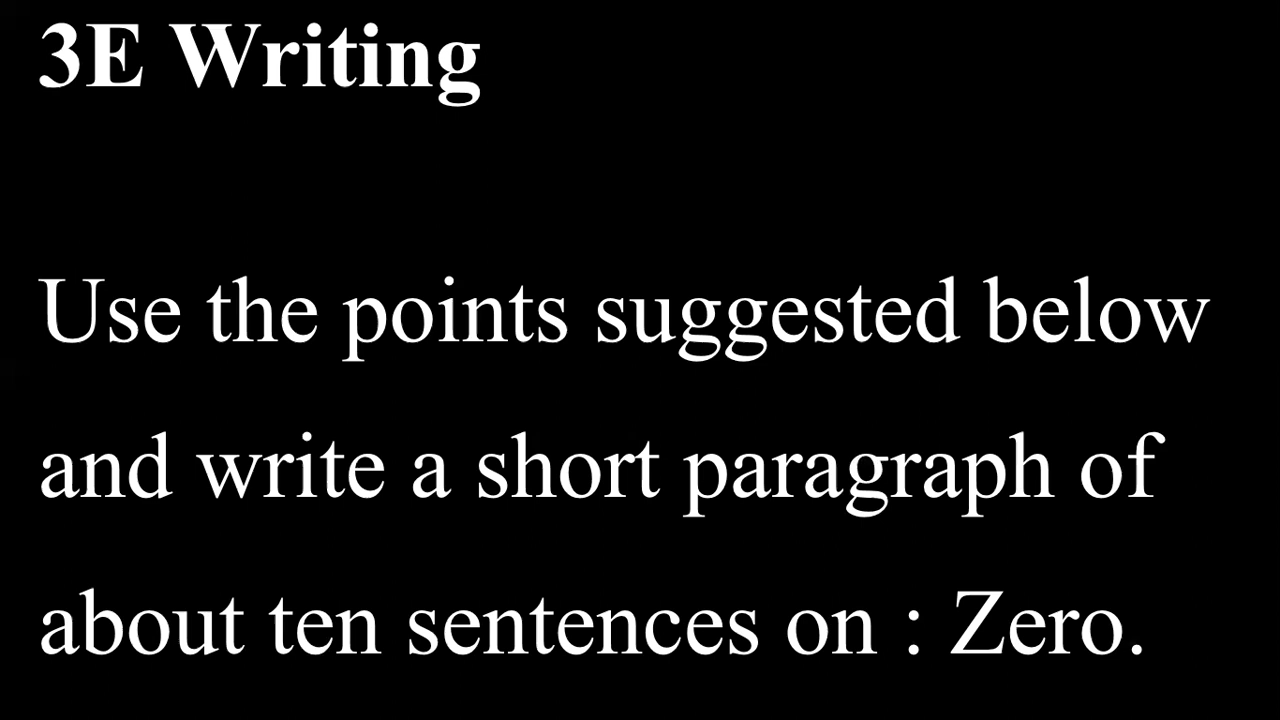 3E Writing
Use the points suggested below
and write a short paragraph of
about ten sentences on : Zero.